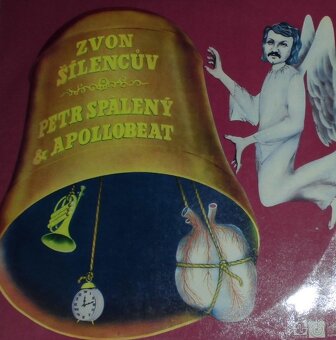 ZVON
ŠÍLENCŮV
PETR SPALENÝ
& APOLLOBEAT